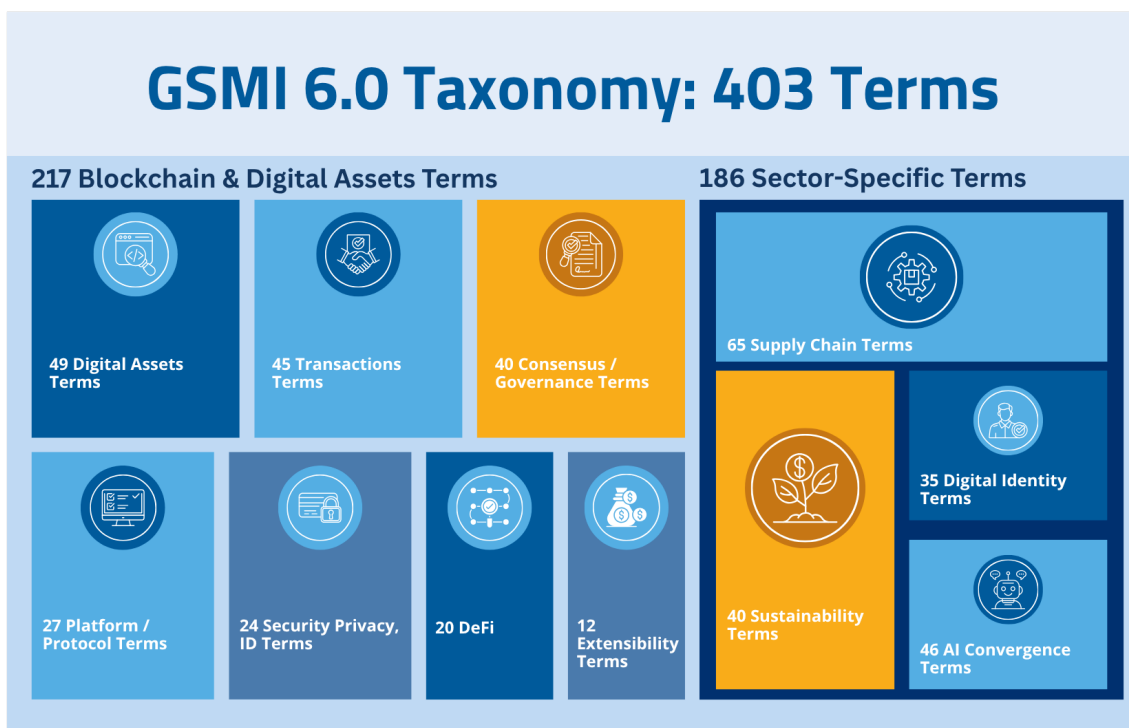 GSMI 6.0 Taxonomy: 403 Terms
217 Blockchain & Digital Assets Terms
49 Digital Assets
Terms
45 Transactions
Terms
40 Consensus /
Governance Terms
27 Platform /
Protocol Terms
24 Security Privacy,
ID Terms
20 DeFi
12
Extensibility
Terms
186 Sector-Specific Terms
65 Supply Chain Terms
40 Sustainability
Terms
35 Digital Identity
Terms
46 AI Convergence
Terms